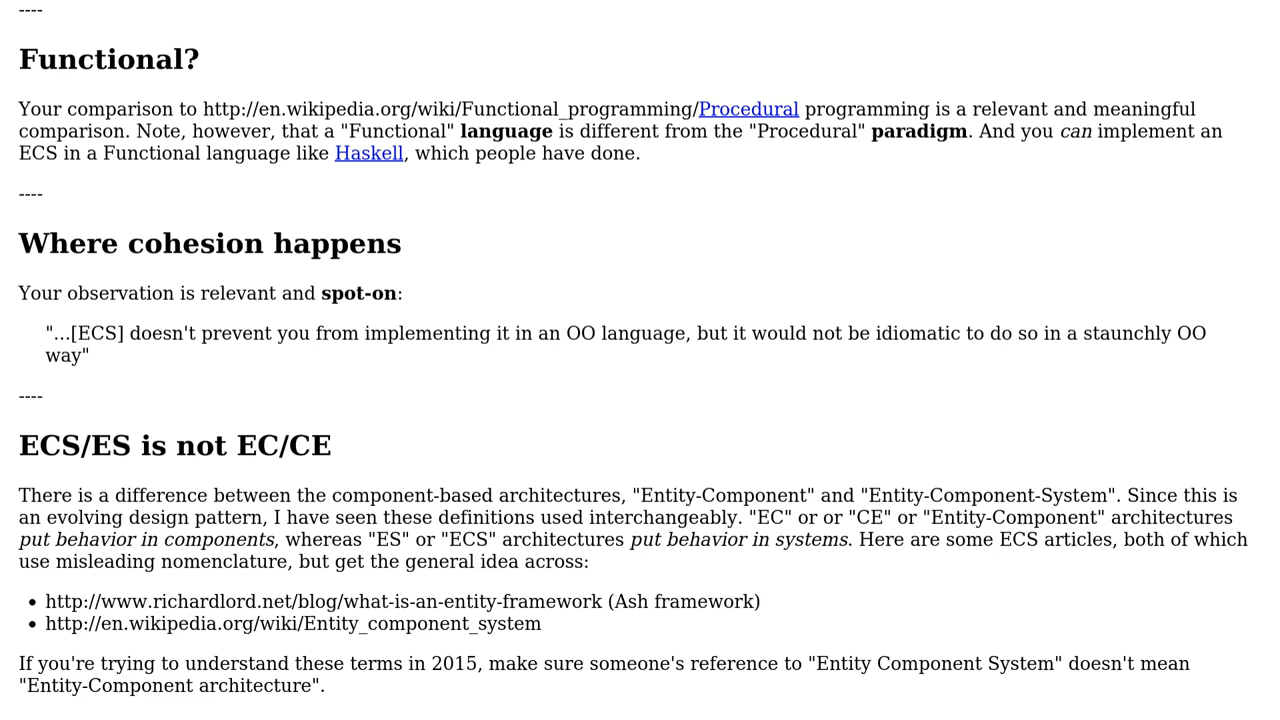 ----
Functional?
Your comparison to http://en.wikipedia.org/wiki/Functional_programming/Procedural programming is a relevant and meaningful
comparison. Note, however, that a "Functional" language is different from the "Procedural" paradigm. And you can implement an
ECS in a Functional language like Haskell, which people have done.
----
Where cohesion happens
Your observation is relevant and spot-on:
"...[ECS] doesn't prevent you from implementing it in an OO language, but it would not be idiomatic to do so in a staunchly OO
way"
----
ECS/ES is not EC/CE
There is a difference between the component-based architectures, "Entity-Component" and "Entity-Component-System". Since this is
an evolving design pattern, I have seen these definitions used interchangeably. "EC" or or "CE" or "Entity-Component" architectures
put behavior in components, whereas "ES" or "ECS" architectures put behavior in systems. Here are some ECS articles, both of which
use misleading nomenclature, but get the general idea across:
• http://www.richardlord.net/blog/what-is-an-entity-framework (Ash framework)
• http://en.wikipedia.org/wiki/Entity_component_system
If you're trying to understand these terms in 2015, make sure someone's reference to "Entity Component System" doesn't mean
"Entity-Component architecture".